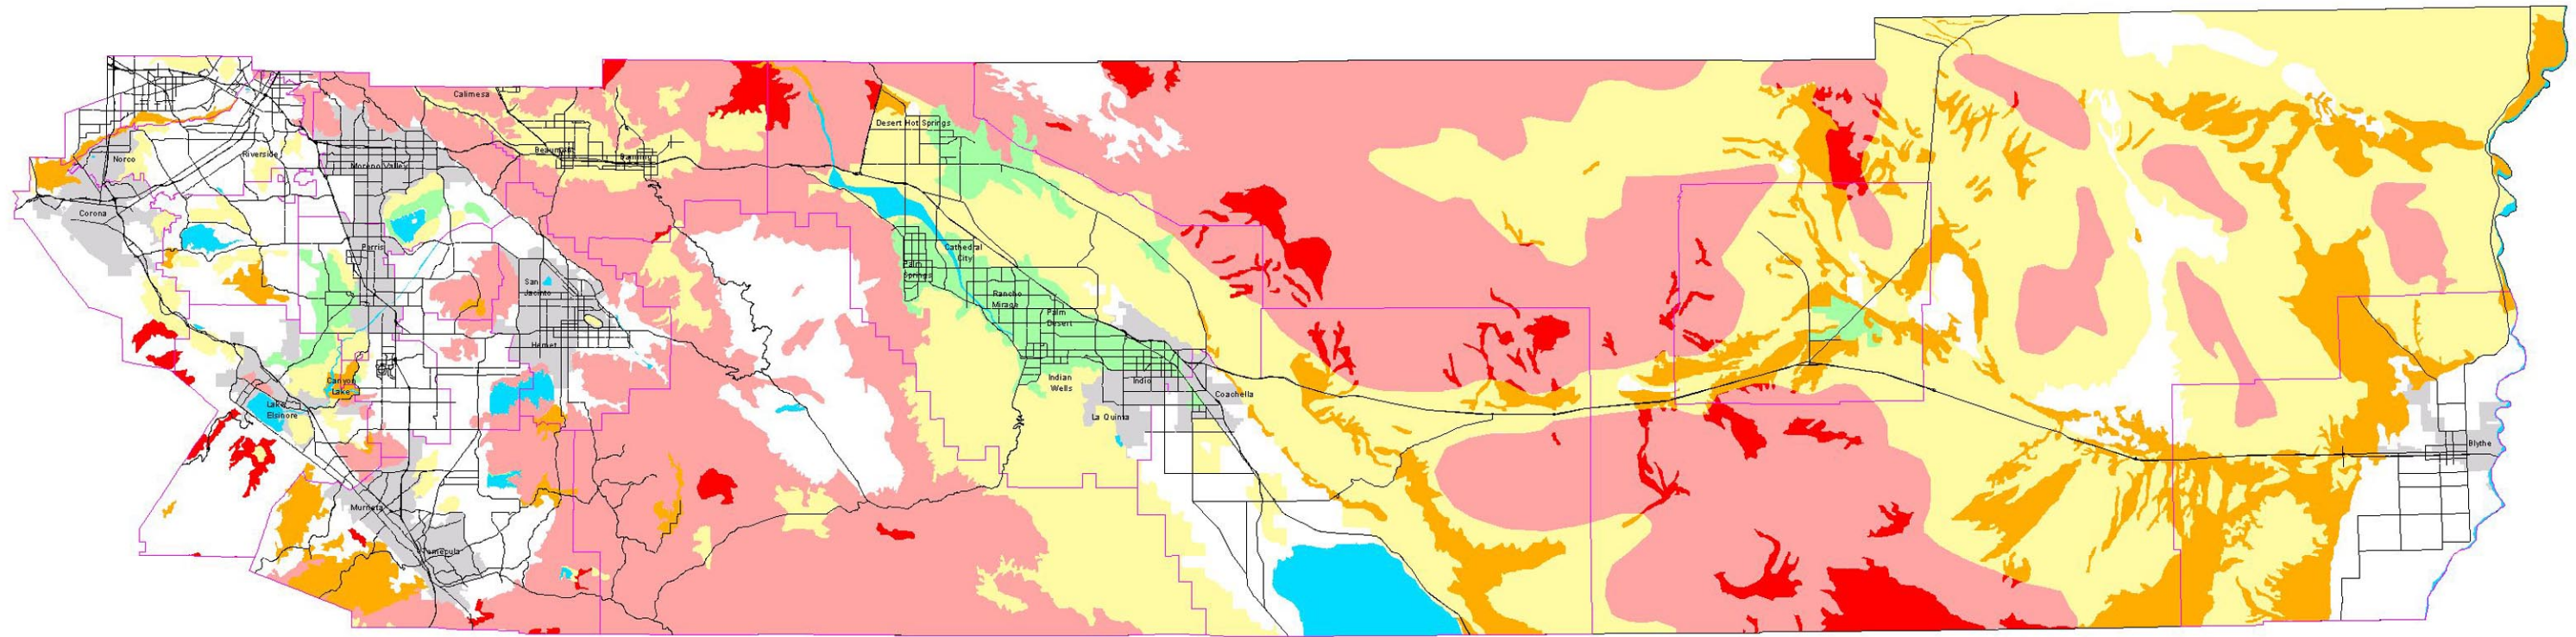 Calimesa
Desert Hot Springs
Beaumont
Banning
Norco
Riverside
Moreno Valley
Corona
Perris
Cathedral
City
Palm
Springs
San
Jacinto
Rancho
Mirage
Palm
Desert
Hemet
Canyon
Lake
Indian
Wells
Indio
Coachella
Lake
Elsinore
La Quinta
Blythe
Murrieta
Temecula